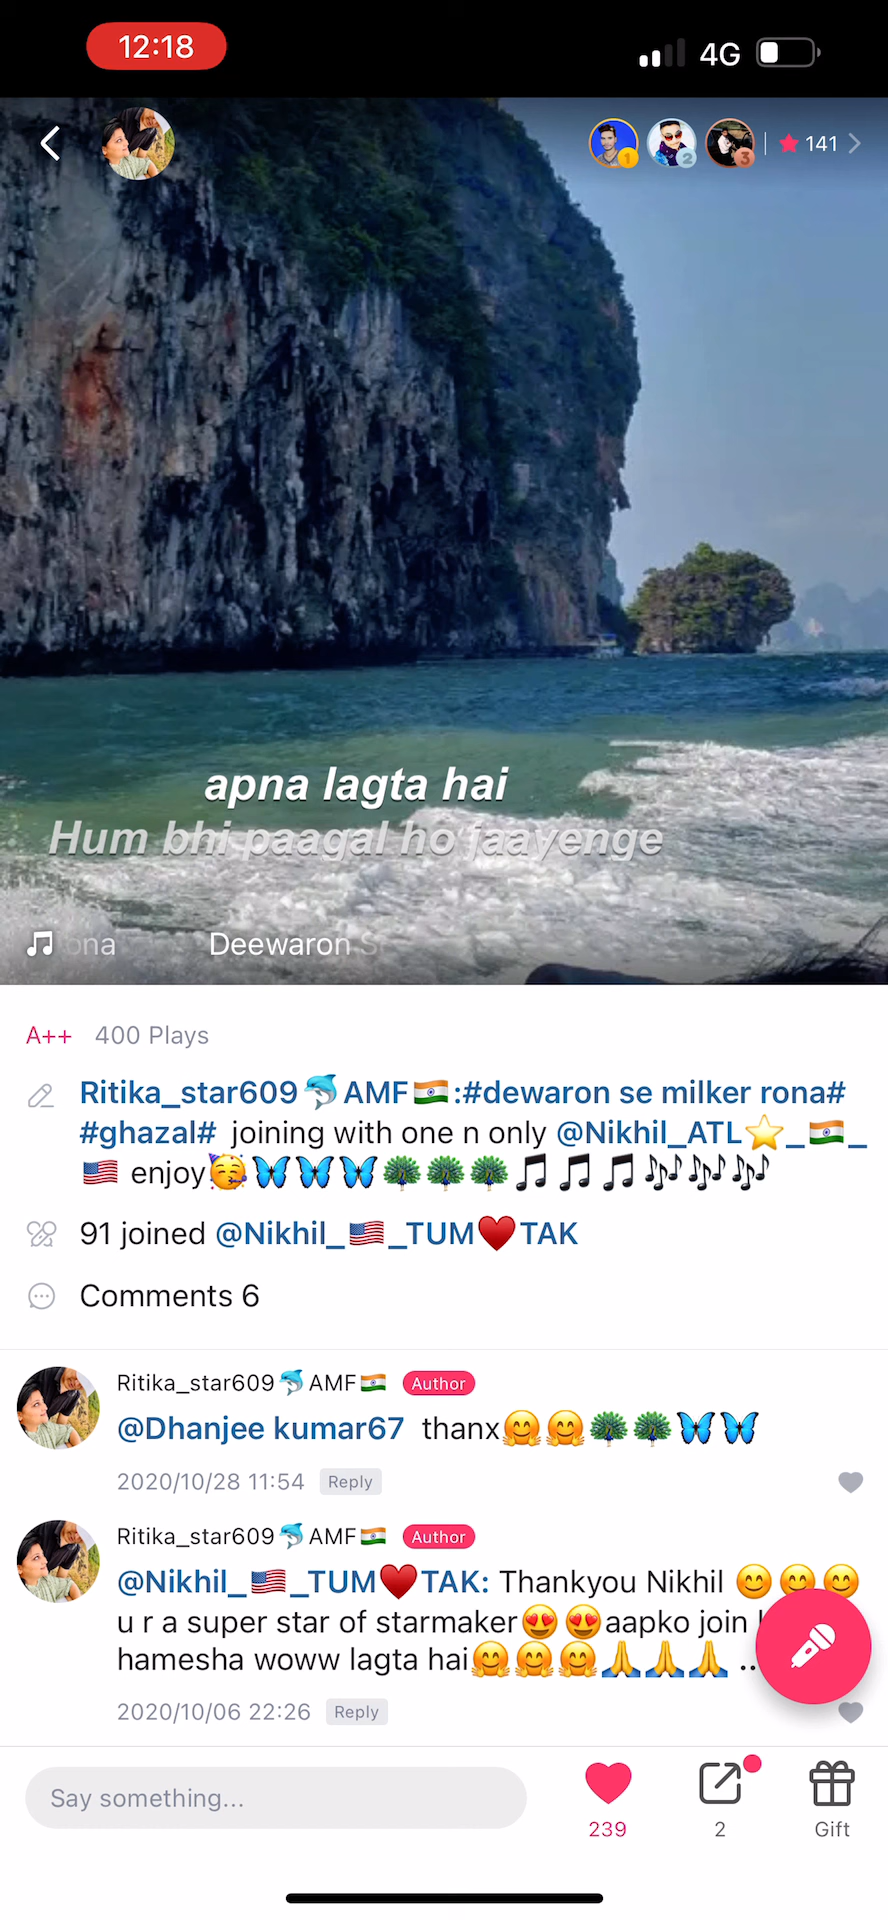 12:18
4G
1
2
3
141
apna lagta hai
Hum bhi paagal ho jaayenge
ona Deewaron S
A++ 400 Plays
Ritika_star609🐬AMF🇮🇳:#dewaron se milker rona#
#ghazal# joining with one n only @Nikhil_ATL⭐_🇮🇳_
🇺🇸 enjoy🥳🦋🦋🦋🦚🦚🦚🎵🎵🎵🎶🎶🎶
91 joined @Nikhil_🇺🇸_TUM♥️TAK
Comments 6
Ritika_star609🐬AMF🇮🇳 Author
@Dhanjee kumar67 thanx🤗🤗🦚🦚🦋🦋
2020/10/28 11:54 Reply
Ritika_star609🐬AMF🇮🇳 Author
@Nikhil_🇺🇸_TUM♥️TAK: Thankyou Nikhil 😊😊😊
u r a super star of starmaker😍😍aapko join
hamesha woww lagta hai🤗🤗🤗🙏🙏🙏 ..
2020/10/06 22:26 Reply
Say something...
239
2
Gift